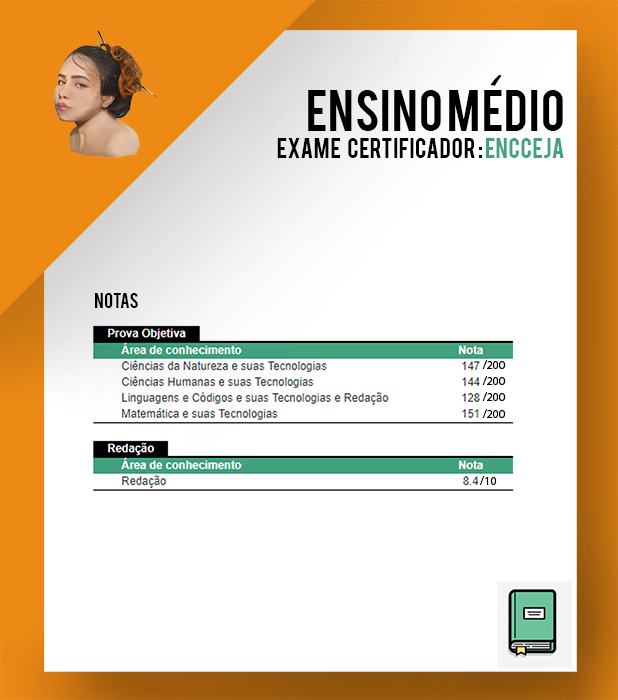 ENSINO MÉDIO
EXAME CERTIFICADOR: ENCCEJA
NOTAS
Prova Objetiva
Área de conhecimento Nota
Ciências da Natureza e suas Tecnologias 147 /200
Ciências Humanas e suas Tecnologias 144 /200
Linguagens e Códigos e suas Tecnologias e Redação 128 /200
Matemática e suas Tecnologias 151 /200
Redação
Área de conhecimento Nota
Redação 8.4/10